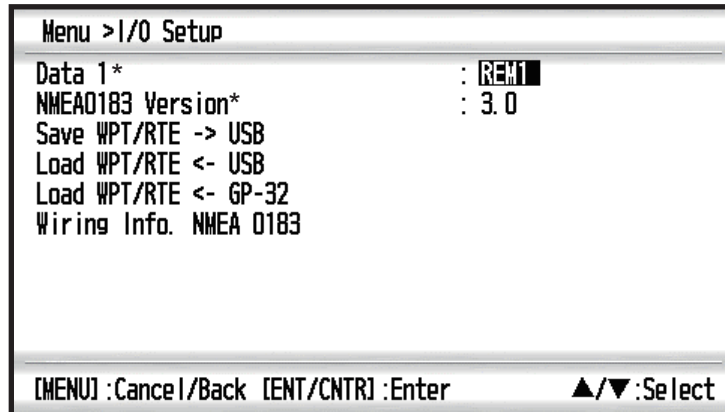 Menu >I/O Setup
Data 1* : REM1
NMEA0183 Version* : 3.0
Save WPT/RTE -> USB
Load WPT/RTE <- USB
Load WPT/RTE <- GP-32
Wiring Info. NMEA 0183
[MENU]:Cancel/Back [ENT/CNTR]:Enter ▲/▼:Select